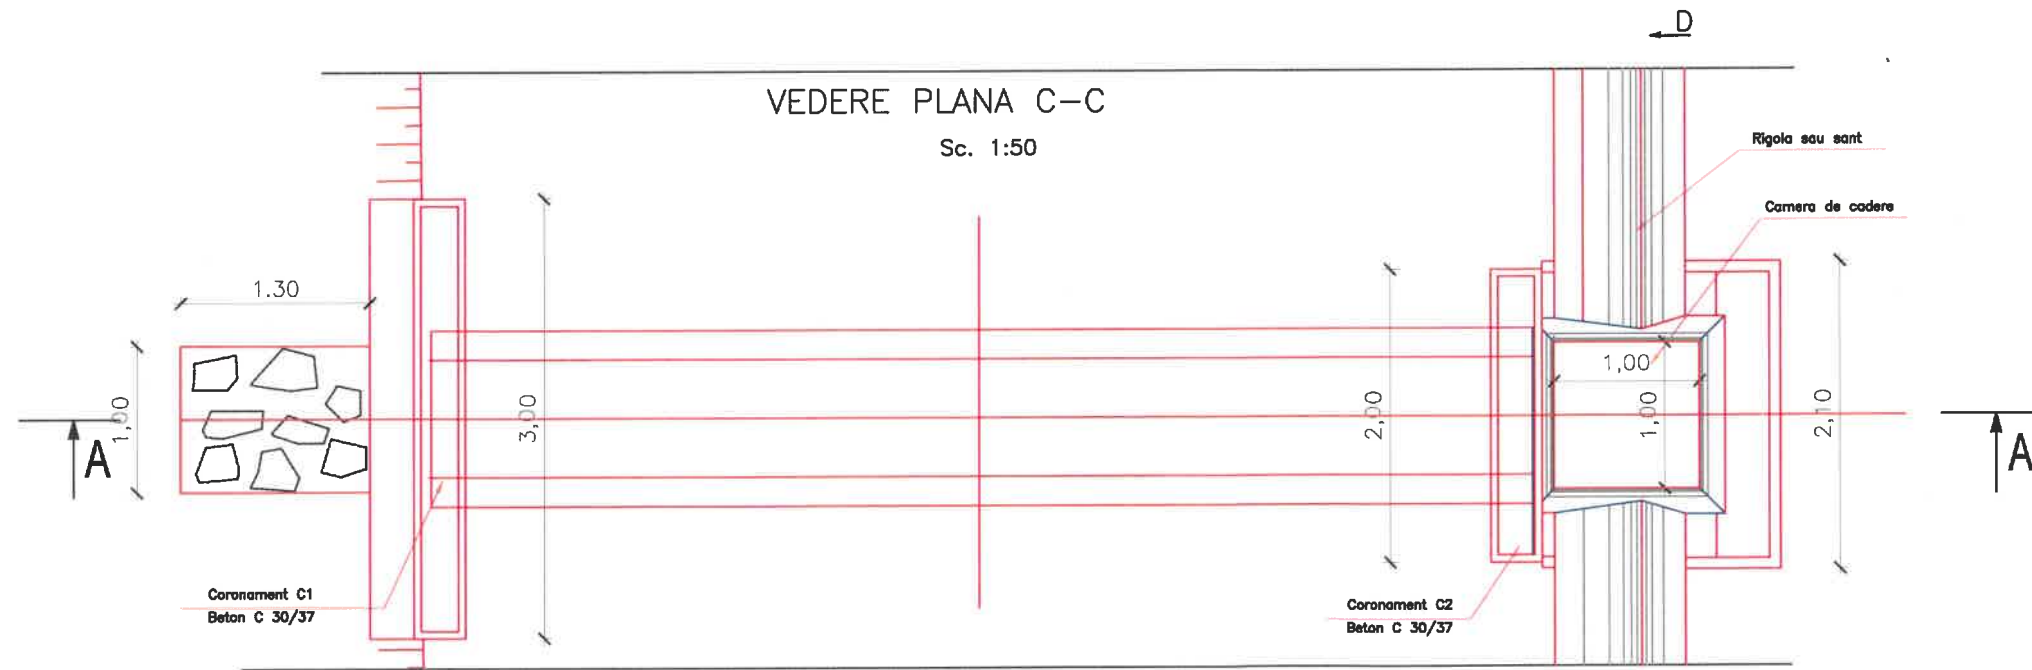 D
VEDERE PLANA C-C
Sc. 1:50
Rigola sau sant
Camera de cadere
1.30
1,00
1,00
3,00
2,00
1,00
2,10
A
A
Coronament C1
Beton C 30/37
Coronament C2
Beton C 30/37